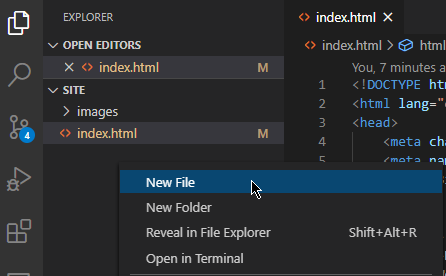 EXPLORER
OPEN EDITORS
index.html M
SITE
images
index.html M
4
index.html
index.html > html
You, 7 minutes a
1 <!DOCTYPE ht
2 <html lang="
3 <head>
4 <meta cha
5 <meta nam
New File
New Folder
Reveal in File Explorer Shift+Alt+R
Open in Terminal